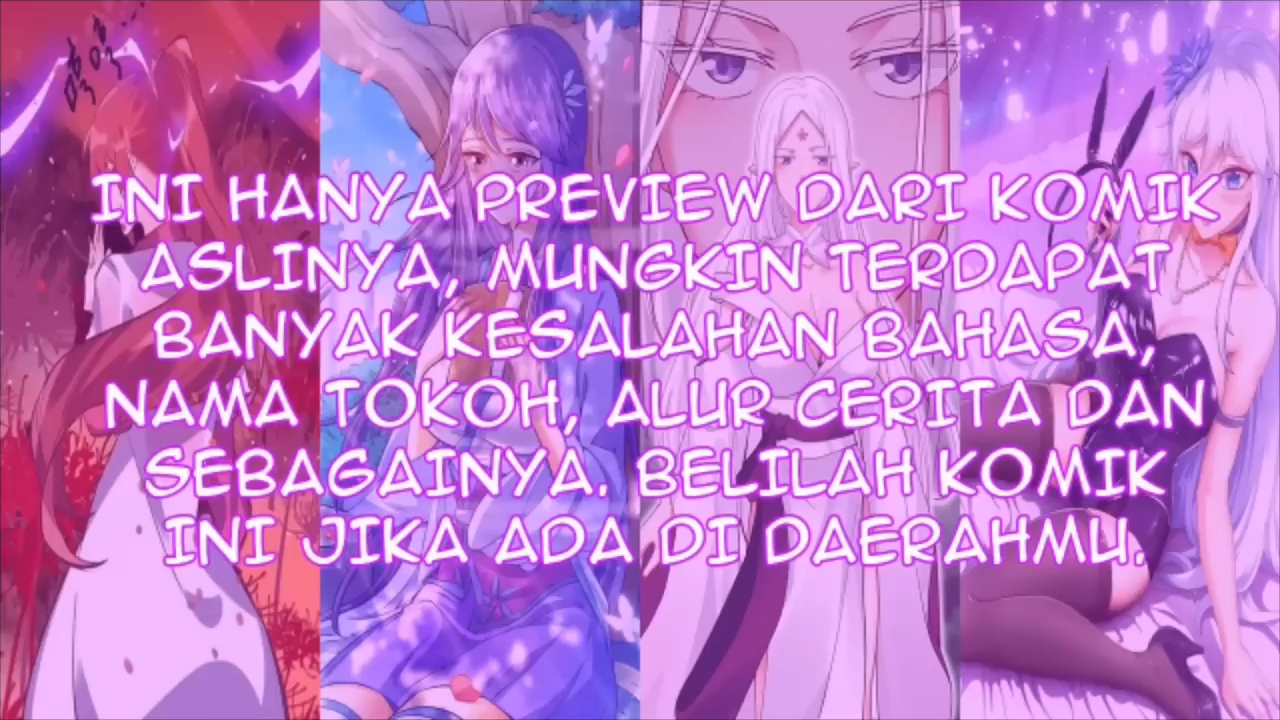 INI HANYA PREVIEW DARI KOMIK
ASLINYA, MUNGKIN TERDAPAT
BANYAK KESALAHAN BAHASA,
NAMA TOKOH, ALUR CERITA DAN
SEBAGAINYA. BELILAH KOMIK
INI JIKA ADA DI DAERAHMU.